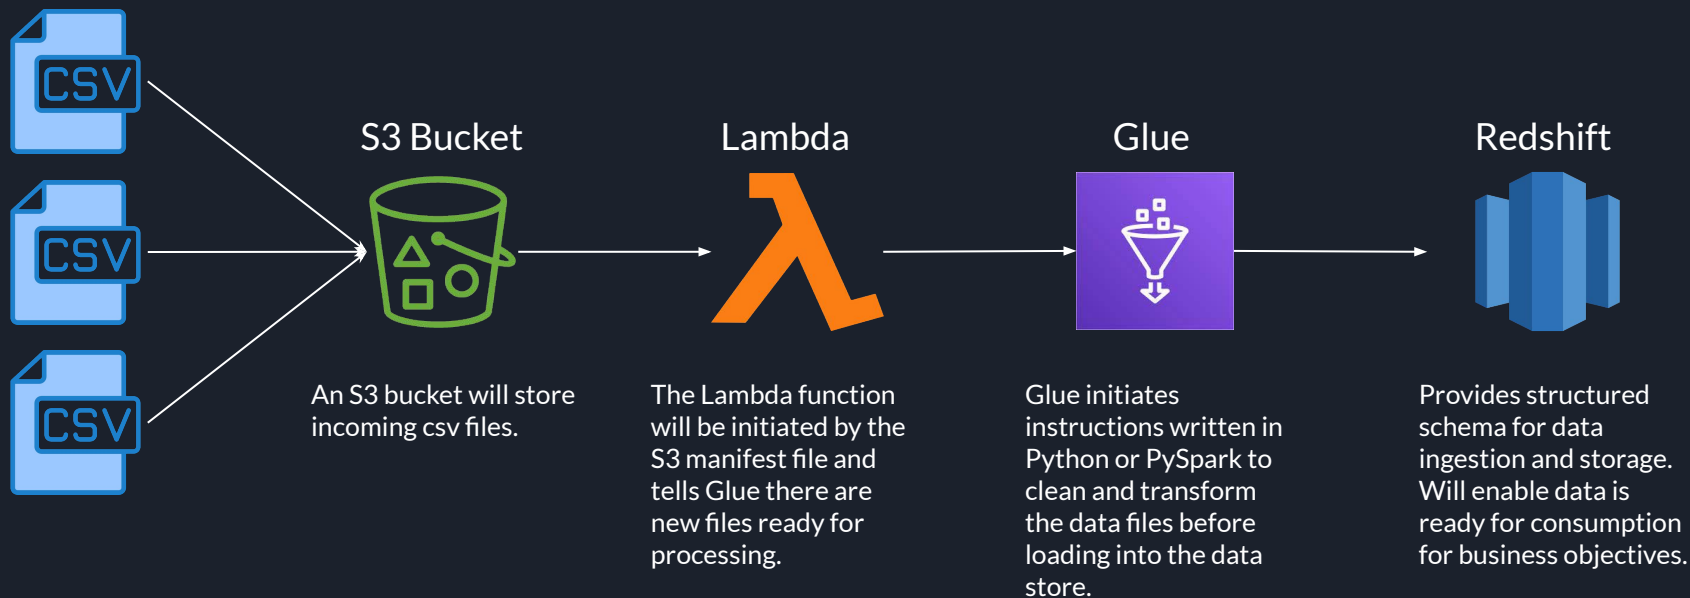 CSV
CSV
CSV
S3 Bucket
An S3 bucket will store
incoming csv files.
Lambda
The Lambda function
will be initiated by the
S3 manifest file and
tells Glue there are
new files ready for
processing.
Glue
Glue initiates
instructions written in
Python or PySpark to
clean and transform
the data files before
loading into the data
store.
Redshift
Provides structured
schema for data
ingestion and storage.
Will enable data is
ready for consumption
for business objectives.